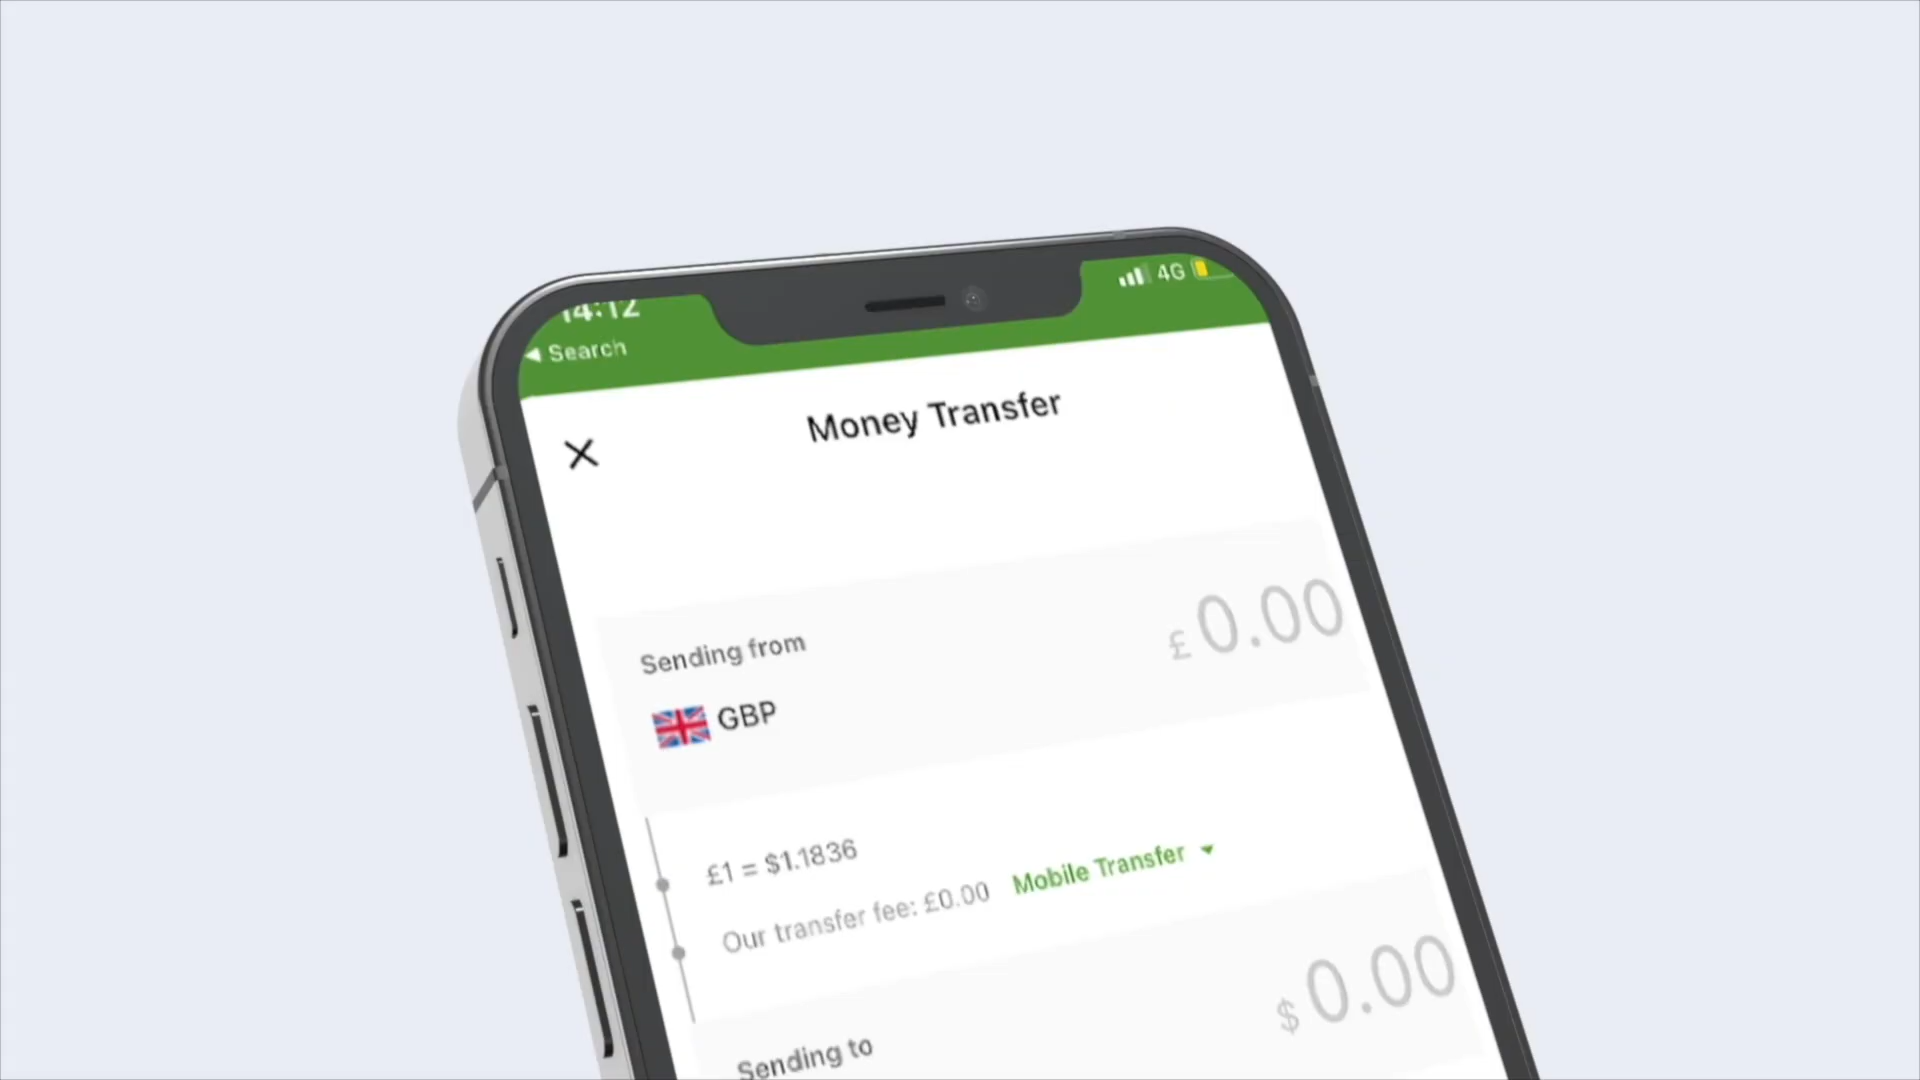 14:12
4G
◀ Search
Money Transfer
Sending from
£ 0.00
GBP
£1 = $1.1836
Our transfer fee: £0.00 Mobile Transfer
$ 0.00
Sending to